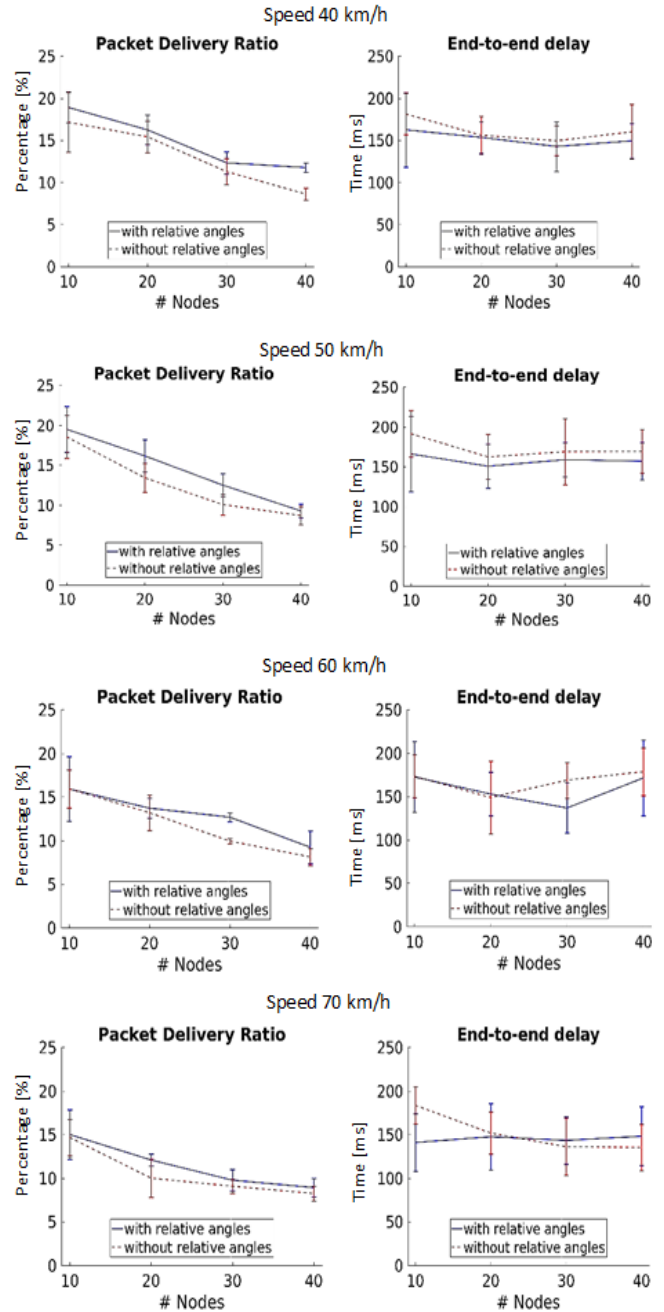 Speed 40 km/h
Packet Delivery Ratio
Percentage [%]
25
20
15
10
5
0
10 20 30 40
# Nodes
with relative angles
without relative angles
End-to-end delay
Time [ms]
250
200
150
100
50
0
10 20 30 40
# Nodes
with relative angles
without relative angles
Speed 50 km/h
Packet Delivery Ratio
Percentage [%]
25
20
15
10
5
0
10 20 30 40
# Nodes
with relative angles
without relative angles
End-to-end delay
Time [ms]
250
200
150
100
50
0
10 20 30 40
# Nodes
with relative angles
without relative angles
Speed 60 km/h
Packet Delivery Ratio
Percentage [%]
25
20
15
10
5
0
10 20 30 40
# Nodes
with relative angles
without relative angles
End-to-end delay
Time [ms]
250
200
150
100
50
0
10 20 30 40
# Nodes
with relative angles
without relative angles
Speed 70 km/h
Packet Delivery Ratio
Percentage [%]
25
20
15
10
5
0
10 20 30 40
# Nodes
with relative angles
without relative angles
End-to-end delay
Time [ms]
250
200
150
100
50
0
10 20 30 40
# Nodes
with relative angles
without relative angles